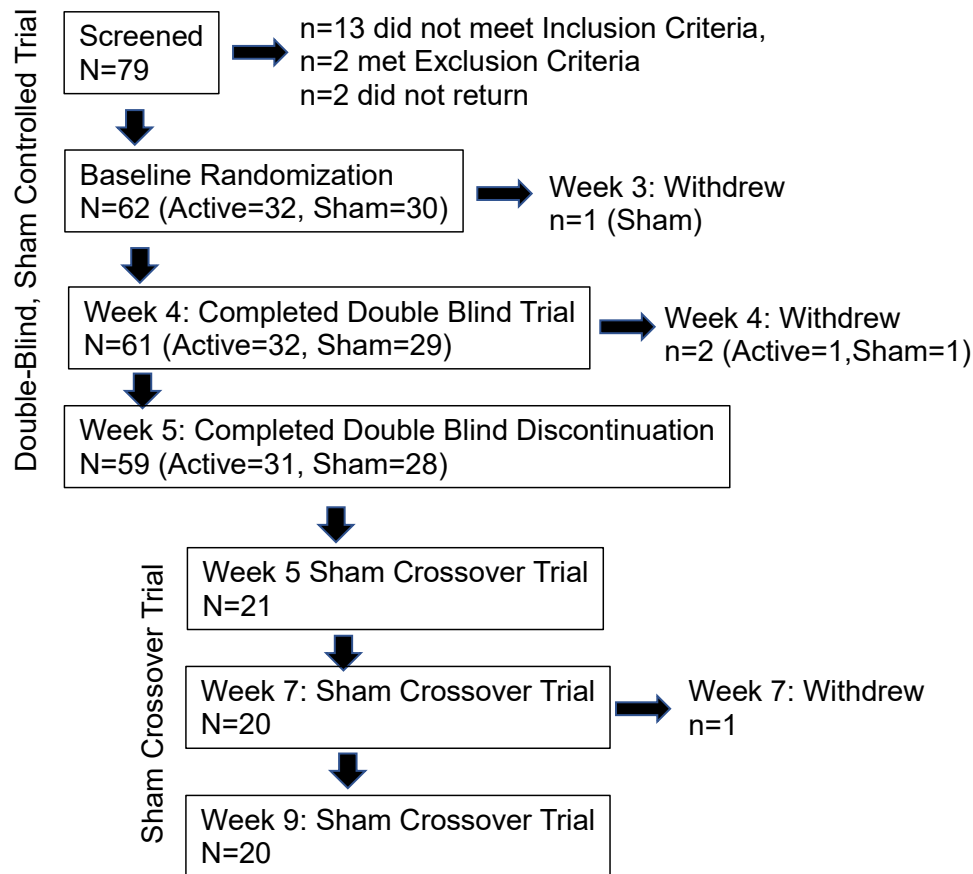 Double-Blind, Sham Controlled Trial
Screened
N=79
n=13 did not meet Inclusion Criteria,
n=2 met Exclusion Criteria
n=2 did not return
Baseline Randomization
N=62 (Active=32, Sham=30)
Week 3: Withdrew
n=1 (Sham)
Week 4: Completed Double Blind Trial
N=61 (Active=32, Sham=29)
Week 4: Withdrew
n=2 (Active=1,Sham=1)
Week 5: Completed Double Blind Discontinuation
N=59 (Active=31, Sham=28)
Sham Crossover Trial
Week 5 Sham Crossover Trial
N=21
Week 7: Sham Crossover Trial
N=20
Week 7: Withdrew
n=1
Week 9: Sham Crossover Trial
N=20